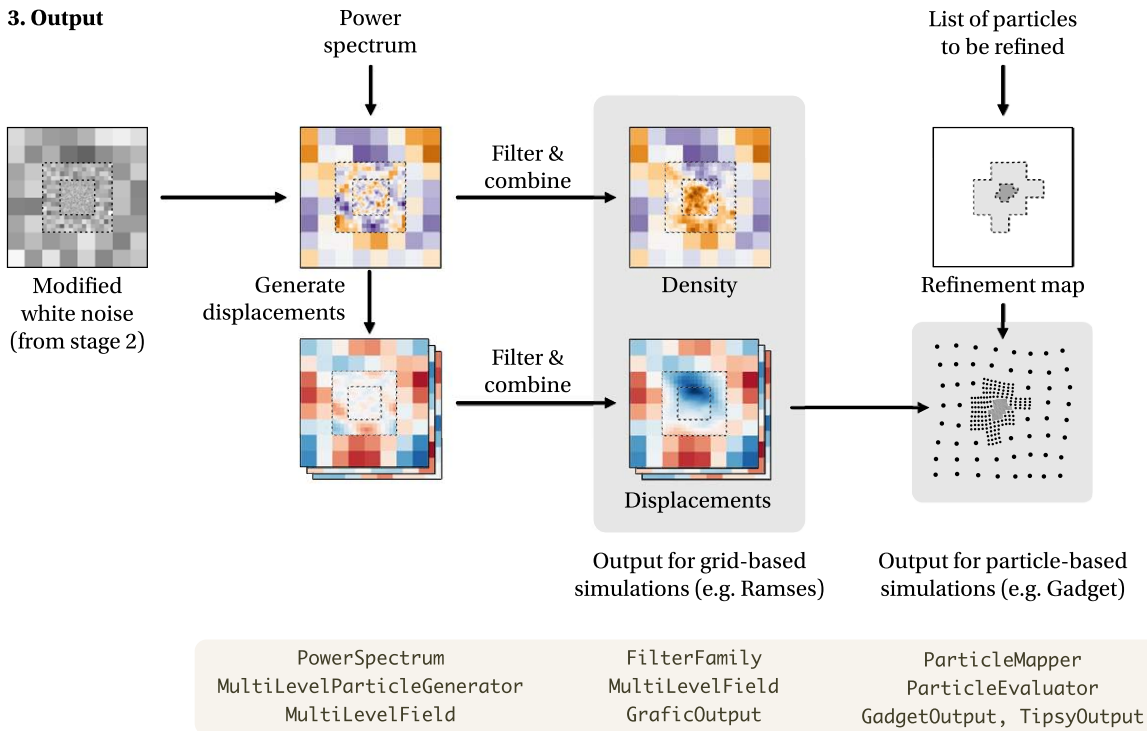 3. Output
Power
spectrum
List of particles
to be refined
Filter &
combine
Modified
white noise
(from stage 2)
Generate
displacements
Density
Refinement map
Filter &
combine
Displacements
Output for grid-based
simulations (e.g. Ramses)
Output for particle-based
simulations (e.g. Gadget)
PowerSpectrum
MultiLevelParticleGenerator
MultiLevelField
FilterFamily
MultiLevelField
GraficOutput
ParticleMapper
ParticleEvaluator
GadgetOutput, TipsyOutput